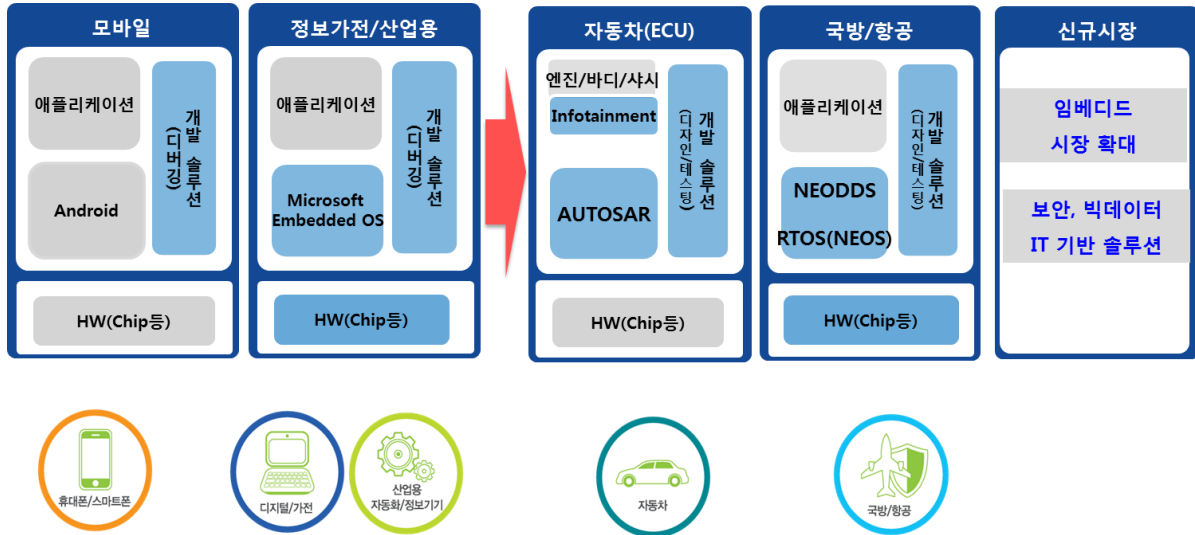 모바일
애플리케이션
Android
개발 솔루션
(디버깅)
HW(Chip등)
정보가전/산업용
애플리케이션
Microsoft
Embedded OS
개발 솔루션
(디버깅)
HW(Chip등)
자동차(ECU)
엔진/바디/샤시
Infotainment
AUTOSAR
개발 솔루션
(디자인/테스팅)
HW(Chip등)
국방/항공
애플리케이션
NEODDS
RTOS(NEOS)
개발 솔루션
(디자인/테스팅)
HW(Chip등)
신규시장
임베디드
시장 확대
보안, 빅데이터
IT 기반 솔루션
휴대폰/스마트폰
디지털/가전
산업용
자동화/정보기기
자동차
국방/항공